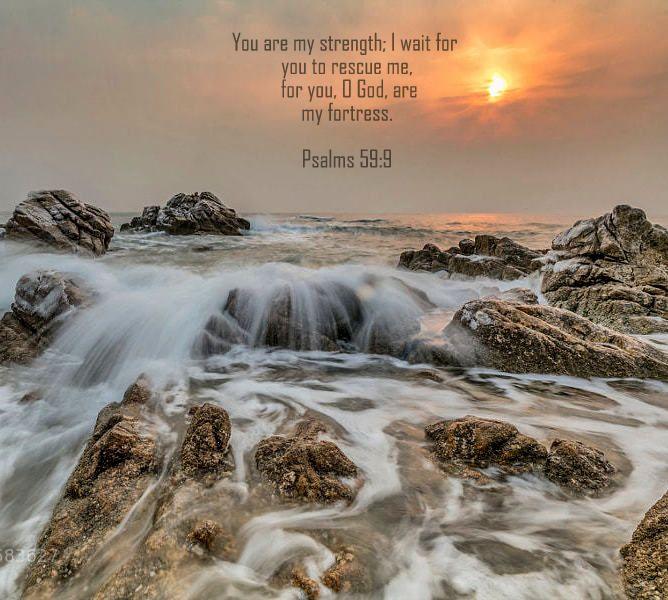 You are my strength; I wait for
you to rescue me,
for you, O God, are
my fortress.
Psalms 59:9